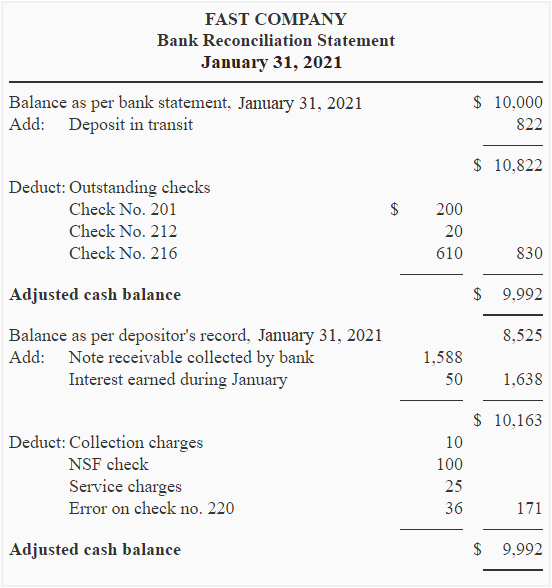 FAST COMPANY
Bank Reconciliation Statement
January 31, 2021
Balance as per bank statement, January 31, 2021 $ 10,000
Add: Deposit in transit 822
$ 10,822
Deduct: Outstanding checks
Check No. 201 $ 200
Check No. 212 20
Check No. 216 610 830
Adjusted cash balance $ 9,992
Balance as per depositor's record, January 31, 2021 8,525
Add: Note receivable collected by bank 1,588
Interest earned during January 50 1,638
$ 10,163
Deduct: Collection charges 10
NSF check 100
Service charges 25
Error on check no. 220 36 171
Adjusted cash balance $ 9,992